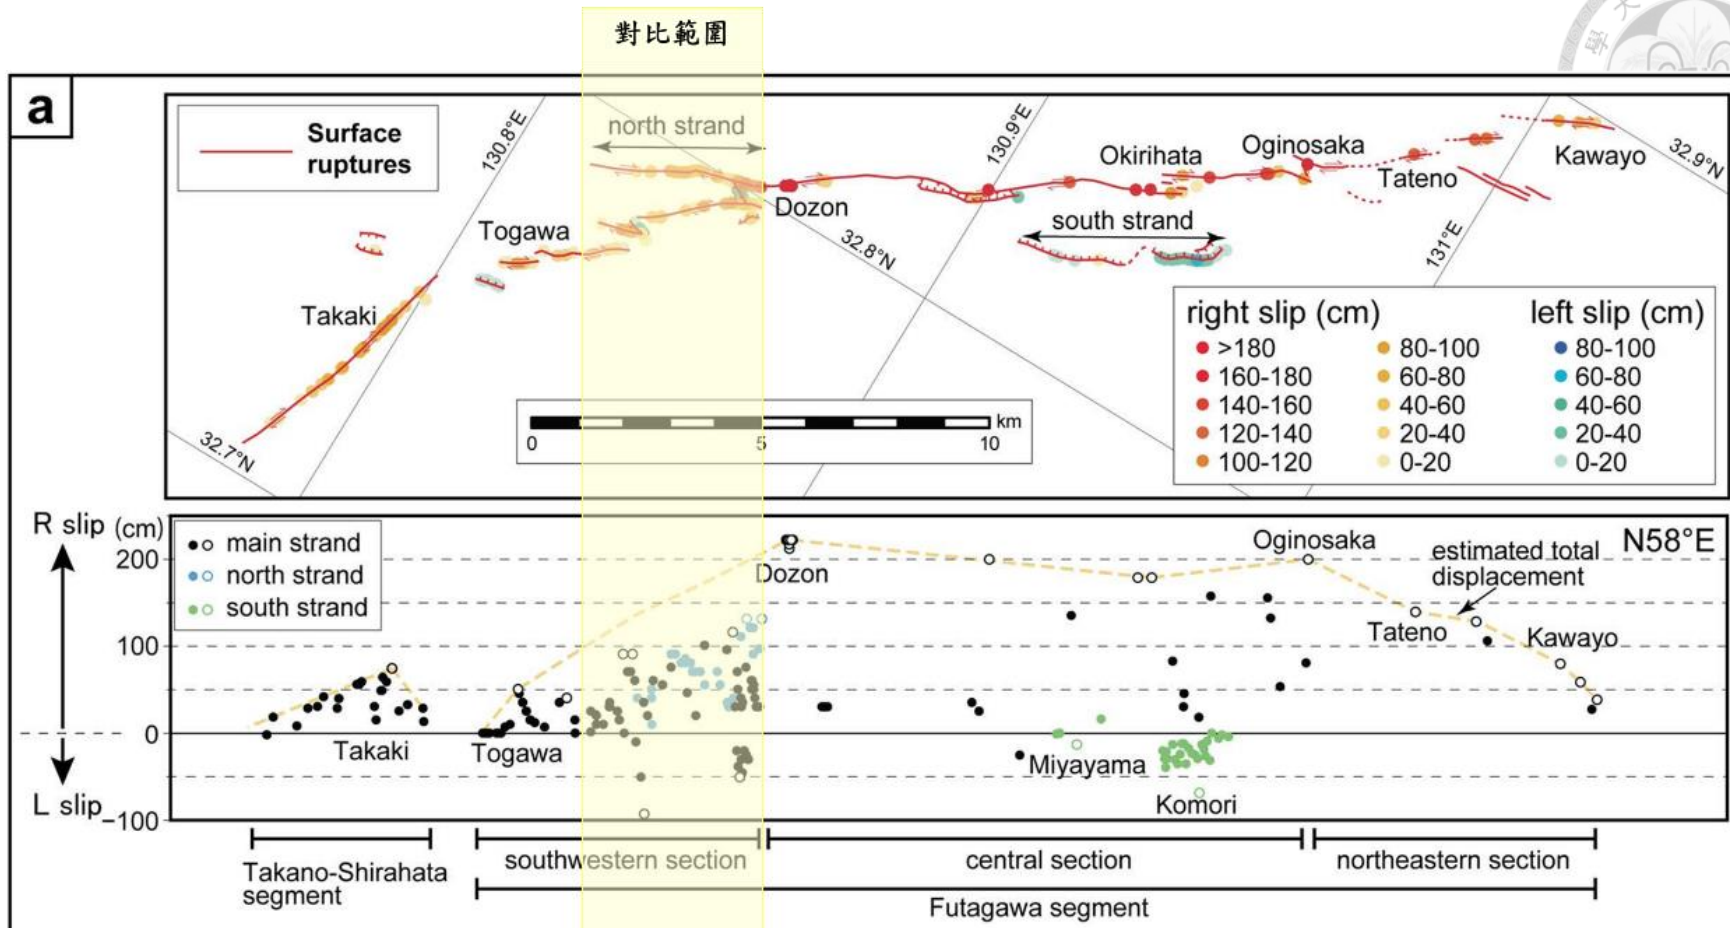 對比範圍
學 大
a
Surface
ruptures
130.8°E
north strand
130.9°E
Okirihata
Oginosaka
Kawayo
32.9°N
Tateno
Togawa
Dozon
south strand
32.8°N
131°E
Takaki
32.7°N
km
0 5 10
right slip (cm) left slip (cm)
>180 80-100 80-100
160-180 60-80 60-80
140-160 40-60 40-60
120-140 20-40 20-40
100-120 0-20 0-20
R slip (cm)
L slip
200
100
0
−100
main strand
north strand
south strand
N58°E
Oginosaka
estimated total
displacement
Dozon
Tateno
Kawayo
Takaki
Togawa
Miyayama
Komori
Takano-Shirahata
segment
southwestern section
central section
northeastern section
Futagawa segment